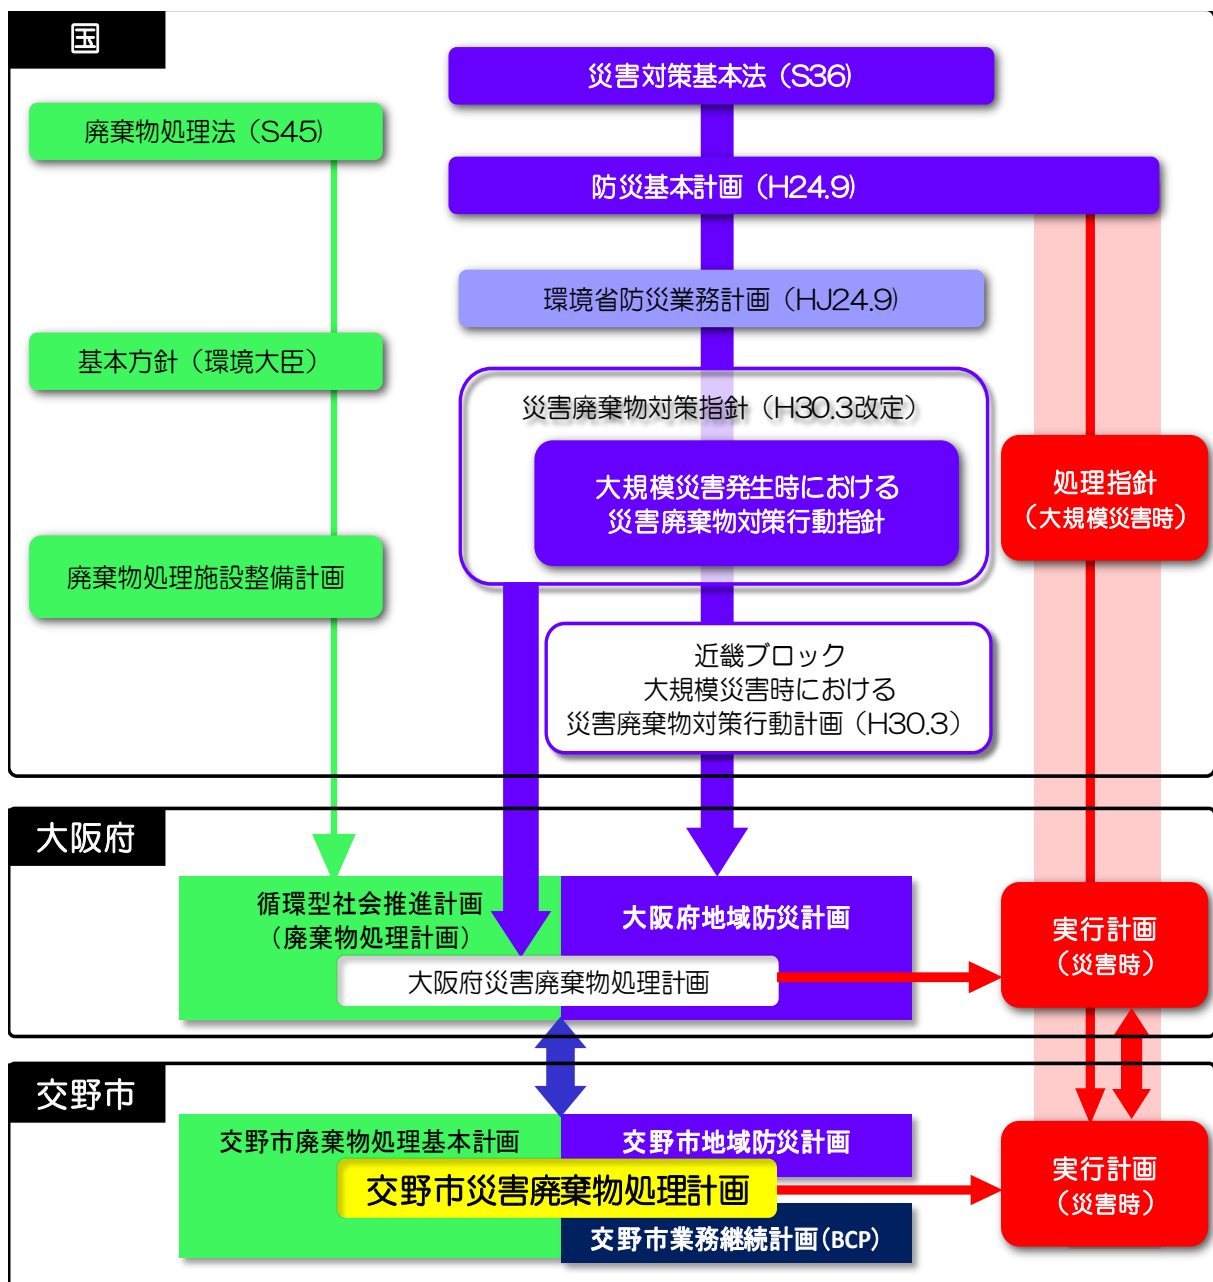 国
災害対策基本法（S36）
廃棄物処理法（S45）
防災基本計画（H24.9）
環境省防災業務計画（HJ24.9）
基本方針（環境大臣）
災害廃棄物対策指針（H30.3改定）
大規模災害発生時における
災害廃棄物対策行動指針
処理指針
（大規模災害時）
廃棄物処理施設整備計画
近畿ブロック
大規模災害時における
災害廃棄物対策行動計画（H30.3）
大阪府
循環型社会推進計画
（廃棄物処理計画）
大阪府地域防災計画
大阪府災害廃棄物処理計画
実行計画
（災害時）
交野市
交野市廃棄物処理基本計画
交野市地域防災計画
交野市災害廃棄物処理計画
交野市業務継続計画（BCP）
実行計画
（災害時）